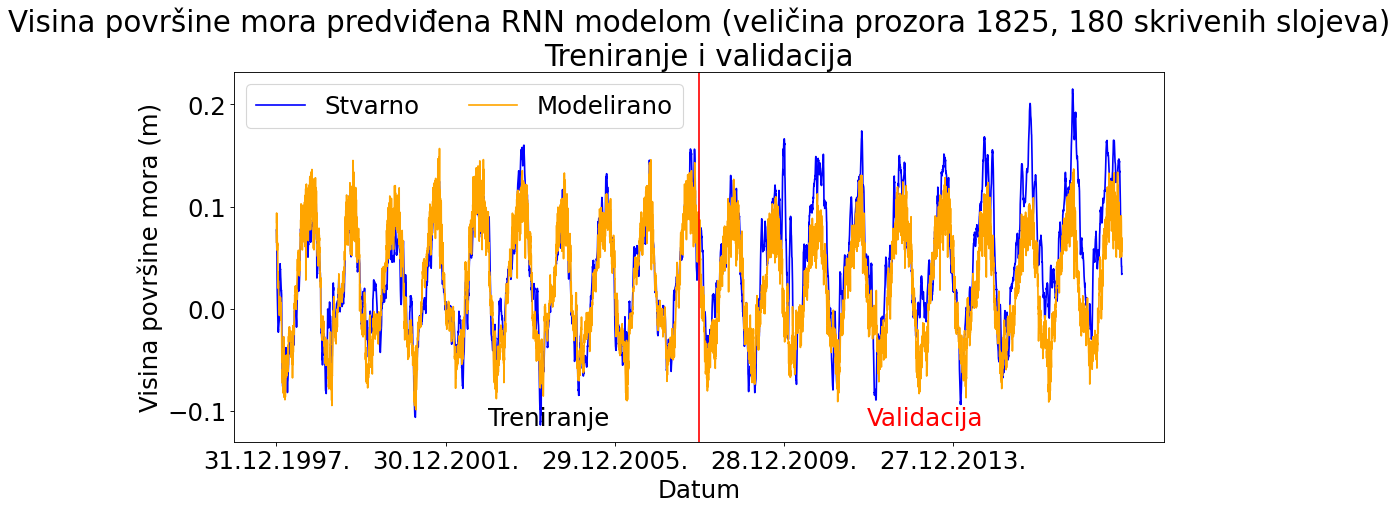 Visina površine mora predviđena RNN modelom (veličina prozora 1825, 180 skrivenih slojeva)
Treniranje i validacija
Stvarno
Modelirano
Visina površine mora (m)
0.2
0.1
0.0
−0.1
Treniranje
Validacija
31.12.1997.
30.12.2001.
29.12.2005.
28.12.2009.
27.12.2013.
Datum